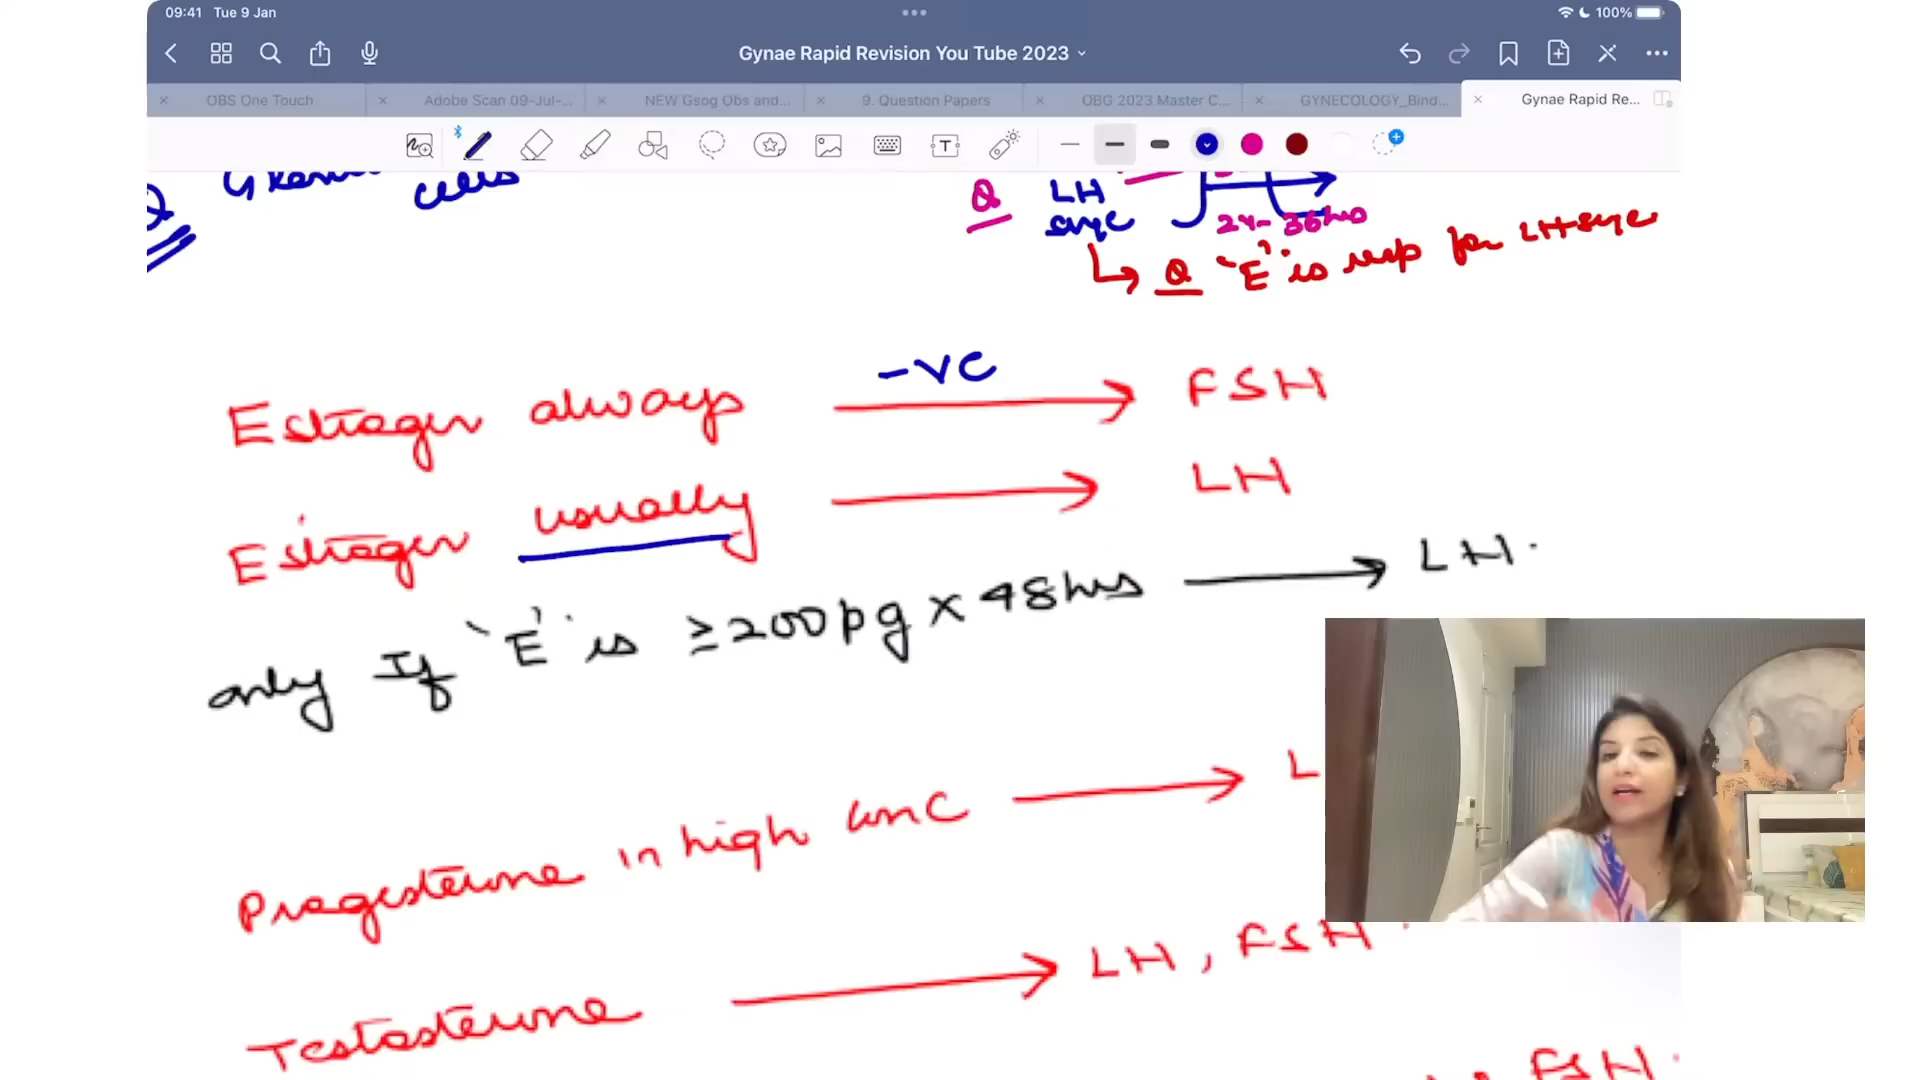 09:41 Tue 9 Jan
100%
Gynae Rapid Revision You Tube 2023
OBS One Touch
Adobe Scan 09-Jul-...
NEW Gsog Obs and...
9. Question Papers
OBG 2023 Master C...
GYNECOLOGY_Bind...
Gynae Rapid Re...
cells
Q LH
surge 24-36hrs
Q 'E' is resp for LH surge
-ve
Estrogen always → FSH
Estrogen usually → LH
only If 'E' is ≥200pg x 48hrs → LH.
Progesterone in high conc → L
Testosterone → LH, FSH.
FSH.